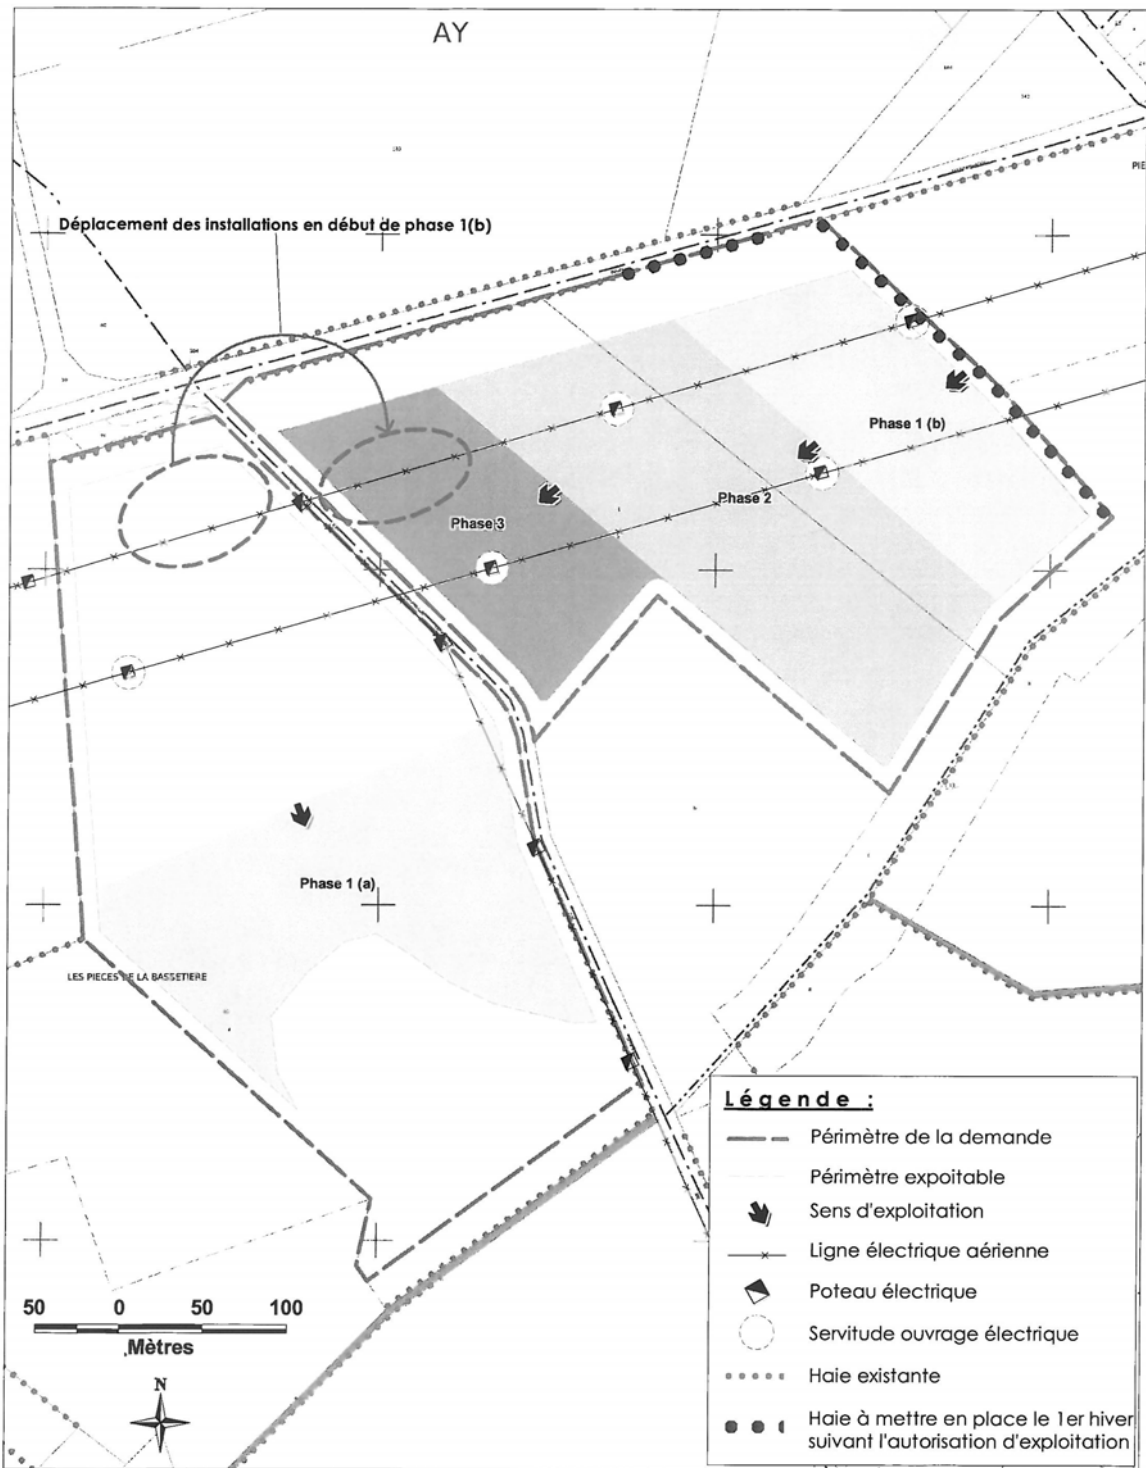 AY
PIE
Déplacement des installations en début de phase 1(b)
Phase 1 (b)
Phase 2
Phase 3
Phase 1 (a)
LES PIECES DE LA BASSETIERE
Légende :
Périmètre de la demande
Périmètre expoitable
Sens d'exploitation
Ligne électrique aérienne
Poteau électrique
Servitude ouvrage électrique
Haie existante
Haie à mettre en place le 1er hiver
suivant l'autorisation d'exploitation
50 0 50 100
Mètres
N